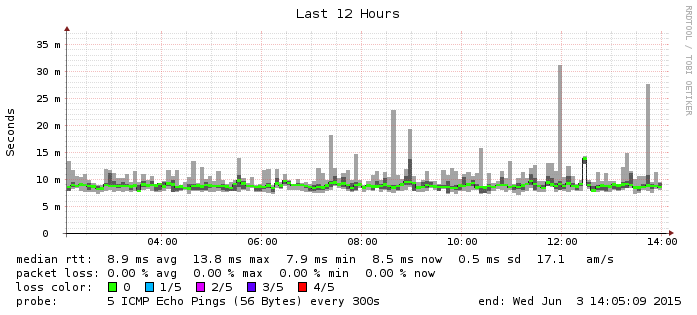 Last 12 Hours
RRDTOOL / TOBI OETIKER
Seconds
35 m
30 m
25 m
20 m
15 m
10 m
5 m
0
04:00 06:00 08:00 10:00 12:00 14:00
median rtt: 8.9 ms avg 13.8 ms max 7.9 ms min 8.5 ms now 0.5 ms sd 17.1 am/s
packet loss: 0.00 % avg 0.00 % max 0.00 % min 0.00 % now
loss color: 0 1/5 2/5 3/5 4/5
probe: 5 ICMP Echo Pings (56 Bytes) every 300s end: Wed Jun 3 14:05:09 2015